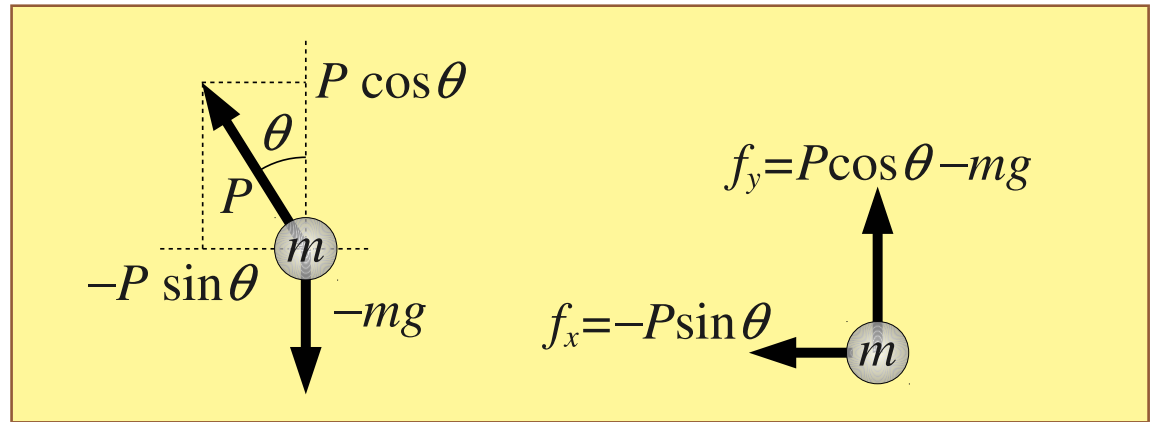 P cosθ
θ
P
m
−P sinθ
−mg
f_y=Pcosθ−mg
f_x=−Psinθ
m